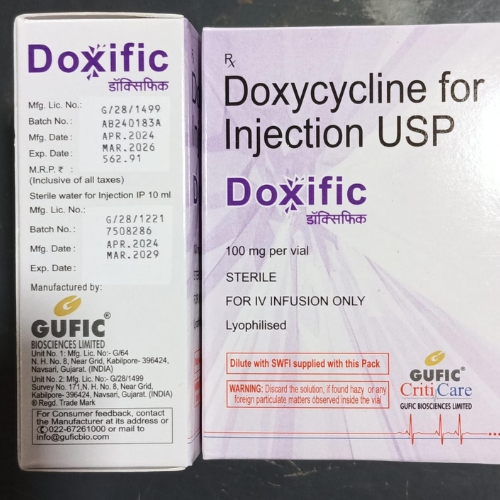 Doxific
डॉक्सिफिक
Mfg. Lic. No.: G/28/1499
Batch No. : AB240183A
Mfg. Date : APR.2024
Exp. Date: MAR.2026
M.R.P. ₹ : 562.91
(Inclusive of all taxes)
Sterile water for Injection IP 10 ml
Mfg. Lic. No.: G/28/1221
Batch No. : 7508286
Mfg. Date : APR.2024
Exp. Date: MAR.2029
Manufactured by:
GUFIC®
BIOSCIENCES LIMITED
Unit No. 1: Mfg. Lic. No:- G/64
N. H. No. 8, Near Grid, Kabilpore- 396424,
Navsari, Gujarat. (INDIA)
Unit No. 2: Mfg. Lic. No:- G/28/1499
Survey No. 171,N. H. No. 8, Near Grid,
Kabilpore- 396424, Navsari, Gujarat. (INDIA)
® Regd. Trade Mark
For Consumer feedback, contact
the Manufacturer at its address or
022-67261000 or mail to
info@guficbio.com
Rx
Doxycycline for
Injection USP
Doxific
डॉक्सिफिक
100 mg per vial
STERILE
FOR IV INFUSION ONLY
Lyophilised
Dilute with SWFI supplied with this Pack
WARNING: Discard the solution, if found hazy or any
foreign particulate matters observed inside the vial
GUFIC®
CritiCare
GUFIC BIOSCIENCES LIMITED